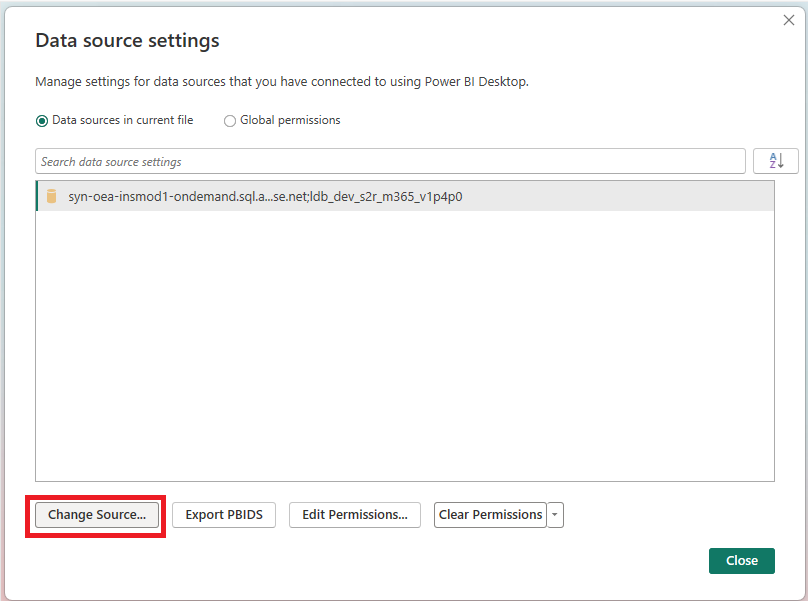 Data source settings
Manage settings for data sources that you have connected to using Power BI Desktop.
Data sources in current file Global permissions
Search data source settings
A
Z
syn-oea-insmod1-ondemand.sql.a...se.net;ldb_dev_s2r_m365_v1p4p0
Change Source... Export PBIDS Edit Permissions... Clear Permissions
Close